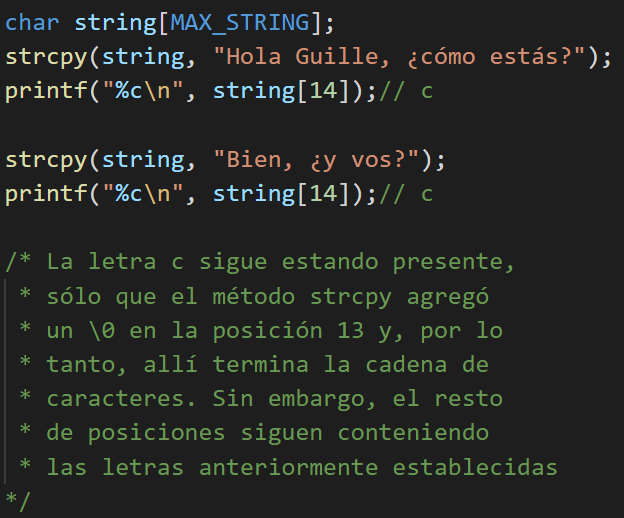 char string[MAX_STRING];
strcpy(string, "Hola Guille, ¿cómo estás?");
printf("%c\n", string[14]);// c
strcpy(string, "Bien, ¿y vos?");
printf("%c\n", string[14]);// c
/* La letra c sigue estando presente,
* sólo que el método strcpy agregó
* un \0 en la posición 13 y, por lo
* tanto, allí termina la cadena de
* caracteres. Sin embargo, el resto
* de posiciones siguen conteniendo
* las letras anteriormente establecidas
*/